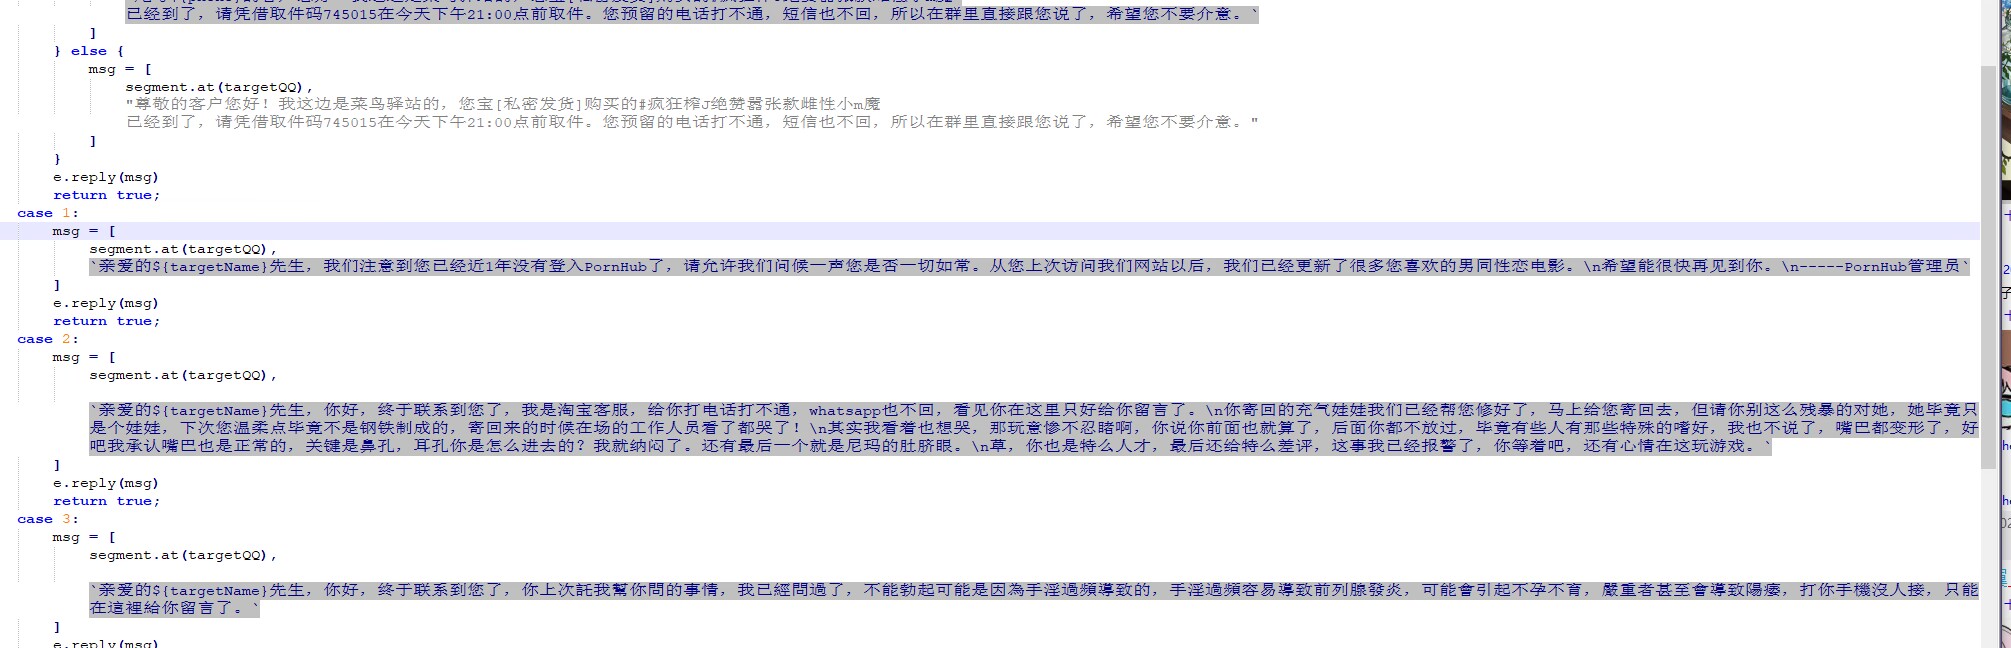 已经到了，请凭借取件码745015在今天下午21:00点前取件。您预留的电话打不通，短信也不回，所以在群里直接跟您说了，希望您不要介意。`
]
} else {
msg = [
segment.at(targetQQ),
"尊敬的客户您好！我这边是菜鸟驿站的，您宝[私密发货]购买的#疯狂榨J绝赞嚣张款雌性小m魔
已经到了，请凭借取件码745015在今天下午21:00点前取件。您预留的电话打不通，短信也不回，所以在群里直接跟您说了，希望您不要介意。"
]
}
e.reply(msg)
return true;
case 1:
msg = [
segment.at(targetQQ),
`亲爱的${targetName}先生，我们注意到您已经近1年没有登入PornHub了，请允许我们问候一声您是否一切如常。从您上次访问我们网站以后，我们已经更新了很多您喜欢的男同性恋电影。\n希望能很快再见到你。\n-----PornHub管理员`
]
e.reply(msg)
return true;
case 2:
msg = [
segment.at(targetQQ),
`亲爱的${targetName}先生，你好，终于联系到您了，我是淘宝客服，给你打电话打不通，whatsapp也不回，看见你在这里只好给你留言了。\n你寄回的充气娃娃我们已经帮您修好了，马上给您寄回去，但请你别这么残暴的对她，她毕竟只
是个娃娃，下次您温柔点毕竟不是钢铁制成的，寄回来的时候在场的工作人员看了都哭了！\n其实我看着也想哭，那玩意惨不忍睹啊，你说你前面也就算了，后面你都不放过，毕竟有些人有那些特殊的嗜好，我也不说了，嘴巴都变形了，好
吧我承认嘴巴也是正常的，关键是鼻孔，耳孔你是怎么进去的？我就纳闷了。还有最后一个就是尼玛的肚脐眼。\n草，你也是特么人才，最后还给特么差评，这事我已经报警了，你等着吧，还有心情在这玩游戏。`
]
e.reply(msg)
return true;
case 3:
msg = [
segment.at(targetQQ),
`亲爱的${targetName}先生，你好，终于联系到您了，你上次託我幫你問的事情，我已經問過了，不能勃起可能是因為手淫過頻導致的，手淫過頻容易導致前列腺發炎，可能會引起不孕不育，嚴重者甚至會導致陽痿，打你手機沒人接，只能
在這裡給你留言了。`
]
e.reply(msg)